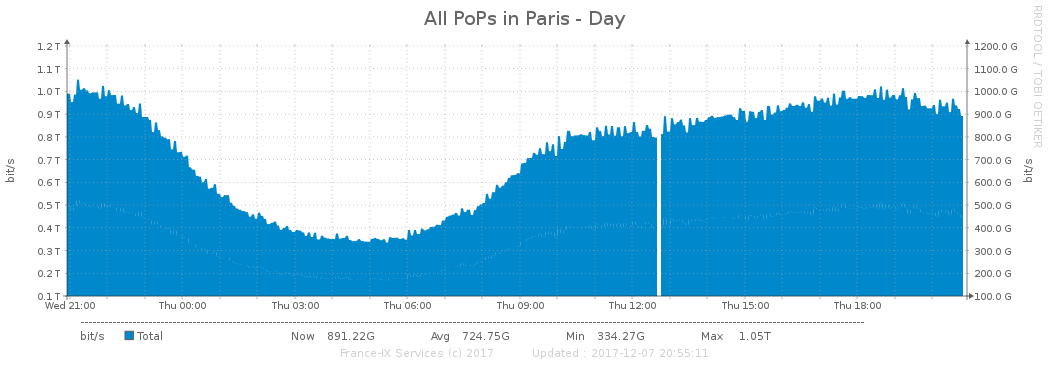 All PoPs in Paris - Day
RRDTOOL / TOBI OETIKER
1.2 T 1200.0 G
1.1 T 1100.0 G
1.0 T 1000.0 G
0.9 T 900.0 G
0.8 T 800.0 G
0.7 T 700.0 G
0.6 T 600.0 G
0.5 T 500.0 G
0.4 T 400.0 G
0.3 T 300.0 G
0.2 T 200.0 G
0.1 T 100.0 G
bit/s
bit/s
Wed 21:00 Thu 00:00 Thu 03:00 Thu 06:00 Thu 09:00 Thu 12:00 Thu 15:00 Thu 18:00
bit/s Total Now 891.22G Avg 724.75G Min 334.27G Max 1.05T
France-IX Services (c) 2017 Updated : 2017-12-07 20:55:11